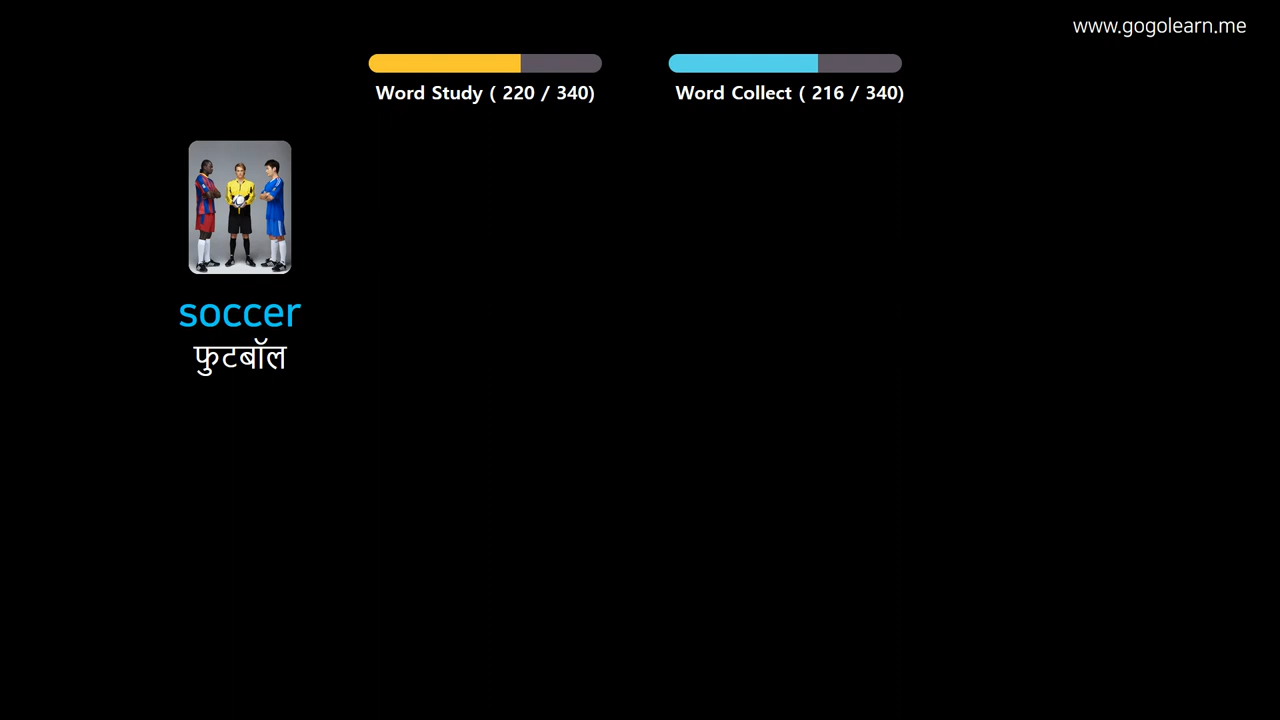 www.gogolearn.me
Word Study ( 220 / 340)
Word Collect ( 216 / 340)
soccer
फुटबॉल